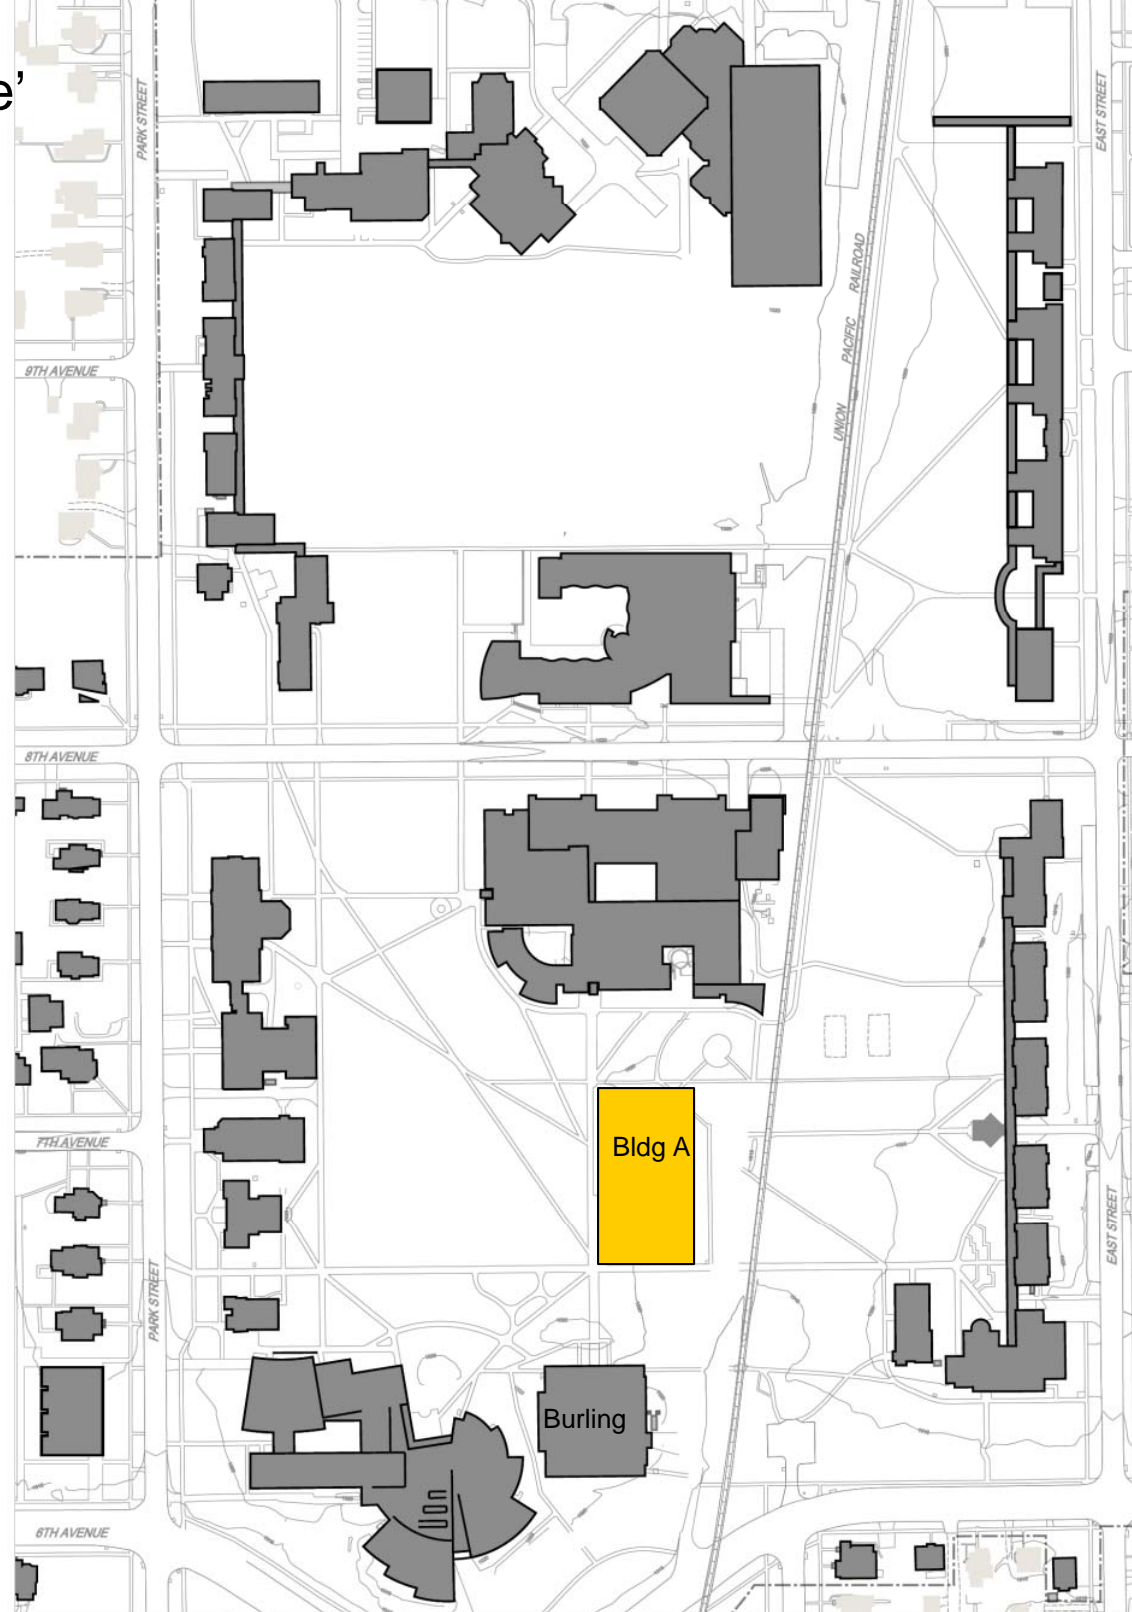 e’
PARK STREET
EAST STREET
UNION PACIFIC RAILROAD
9TH AVENUE
8TH AVENUE
7TH AVENUE
Bldg A
EAST STREET
PARK STREET
Burling
6TH AVENUE